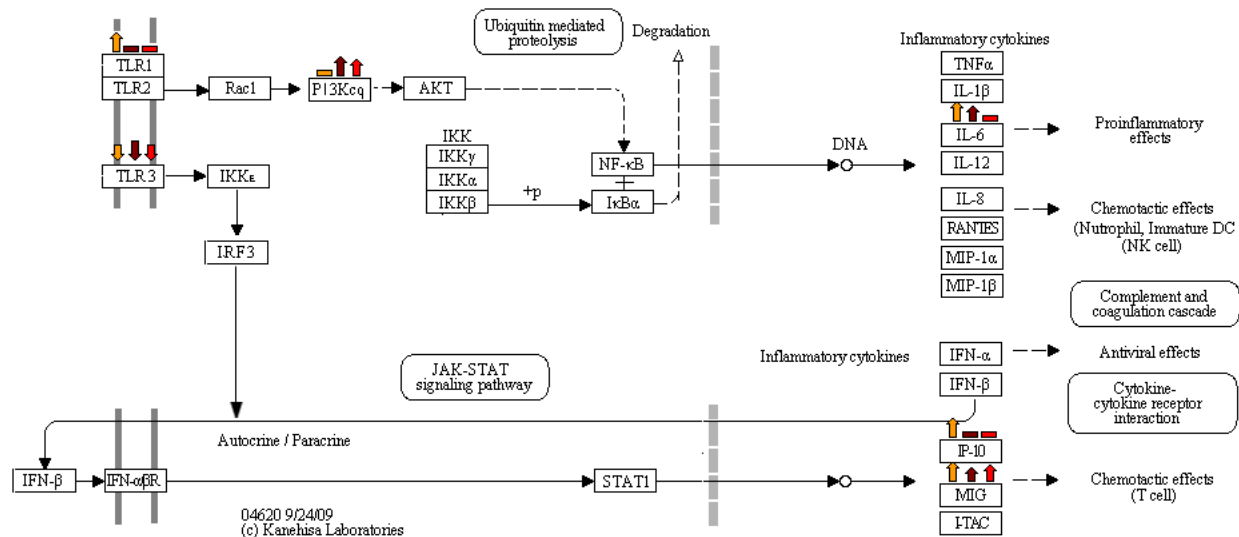 Ubiquitin mediated
proteolysis
Degradation
Inflammatory cytokines
TLR1
TLR2
Rac1
PI3Kcq
AKT
TNFα
IL-1β
IL-6
IL-12
Proinflammatory
effects
TLR3
IKKε
IKK
IKKγ
IKKα
IKKβ
+p
NF-κB
IκBα
DNA
IL-8
RANTES
MIP-1α
MIP-1β
Chemotactic effects
(Nutrophil, Immature DC
(NK cell)
IRF3
Complement and
coagulation cascade
JAK-STAT
signaling pathway
Inflammatory cytokines
IFN-α
IFN-β
Antiviral effects
Cytokine-
cytokine receptor
interaction
Autocrine / Paracrine
IFN-β
IFN-αβR
STAT1
IP-10
MIG
I-TAC
Chemotactic effects
(T cell)
04620 9/24/09
(c) Kanehisa Laboratories